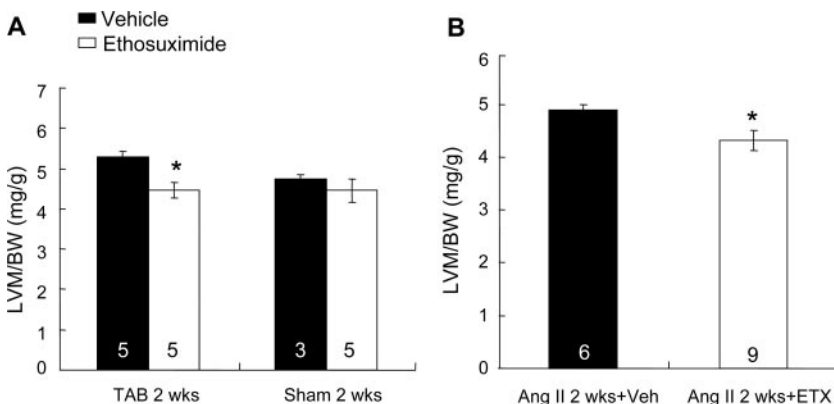 A
Vehicle
Ethosuximide
LVM/BW (mg/g)
7
6
5
4
3
2
1
0
*
5
5
3
5
TAB 2 wks
Sham 2 wks
B
LVM/BW (mg/g)
6
5
4
3
2
1
0
*
6
9
Ang II 2 wks+Veh
Ang II 2 wks+ETX